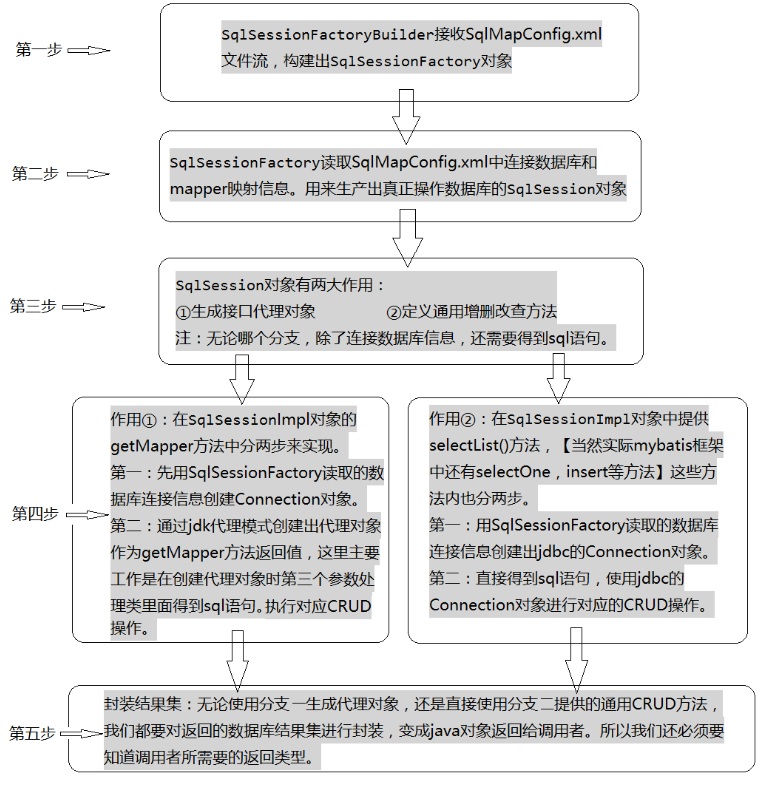 第一步
SqlSessionFactoryBuilder接收SqlMapConfig.xml
文件流，构建出SqlSessionFactory对象
第二步
SqlSessionFactory读取SqlMapConfig.xml中连接数据库和
mapper映射信息。用来生产出真正操作数据库的SqlSession对象
第三步
SqlSession对象有两大作用：
①生成接口代理对象 ②定义通用增删改查方法
注：无论哪个分支，除了连接数据库信息，还需要得到sql语句。
第四步
作用①：在SqlSessionImpl对象的
getMapper方法中分两步来实现。
第一：先用SqlSessionFactory读取的数
据库连接信息创建Connection对象。
第二：通过jdk代理模式创建出代理对象
作为getMapper方法返回值，这里主要
工作是在创建代理对象时第三个参数处
理类里面得到sql语句。执行对应CRUD
操作。
作用②：在SqlSessionImpl对象中提供
selectList()方法，【当然实际mybatis框架
中还有selectOne，insert等方法】这些方
法内也分两步。
第一：用SqlSessionFactory读取的数据库
连接信息创建出jdbc的Connection对象。
第二：直接得到sql语句，使用jdbc的
Connection对象进行对应的CRUD操作。
第五步
封装结果集：无论使用分支一生成代理对象，还是直接使用分支二提供的通用CRUD方法，
我们都要对返回的数据库结果集进行封装，变成java对象返回给调用者。所以我们还必须要
知道调用者所需要的返回类型。